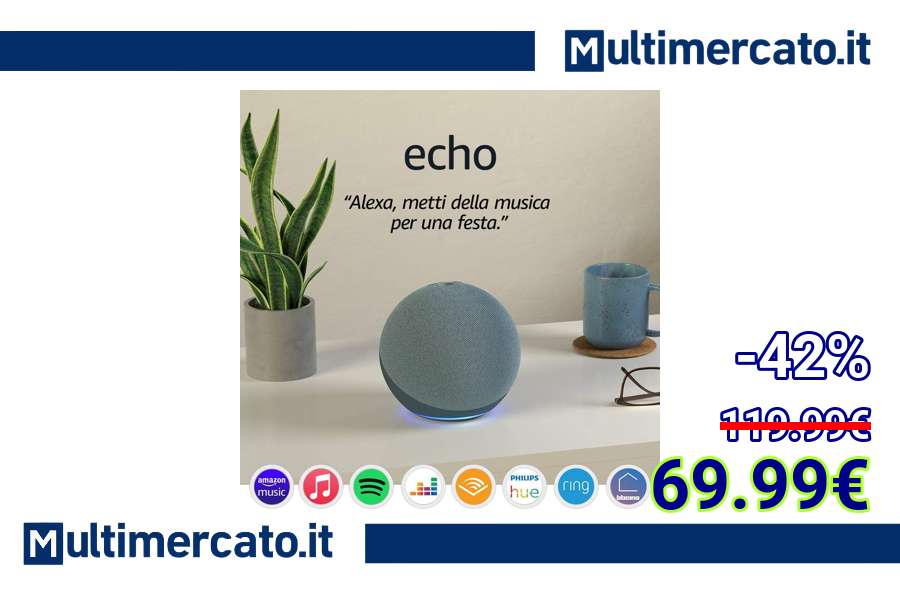 Multimercato.it
echo
“Alexa, metti della musica
per una festa.”
-42%
119.99€
69.99€
amazon
music
PHILIPS
hue
ring
bticino
Multimercato.it